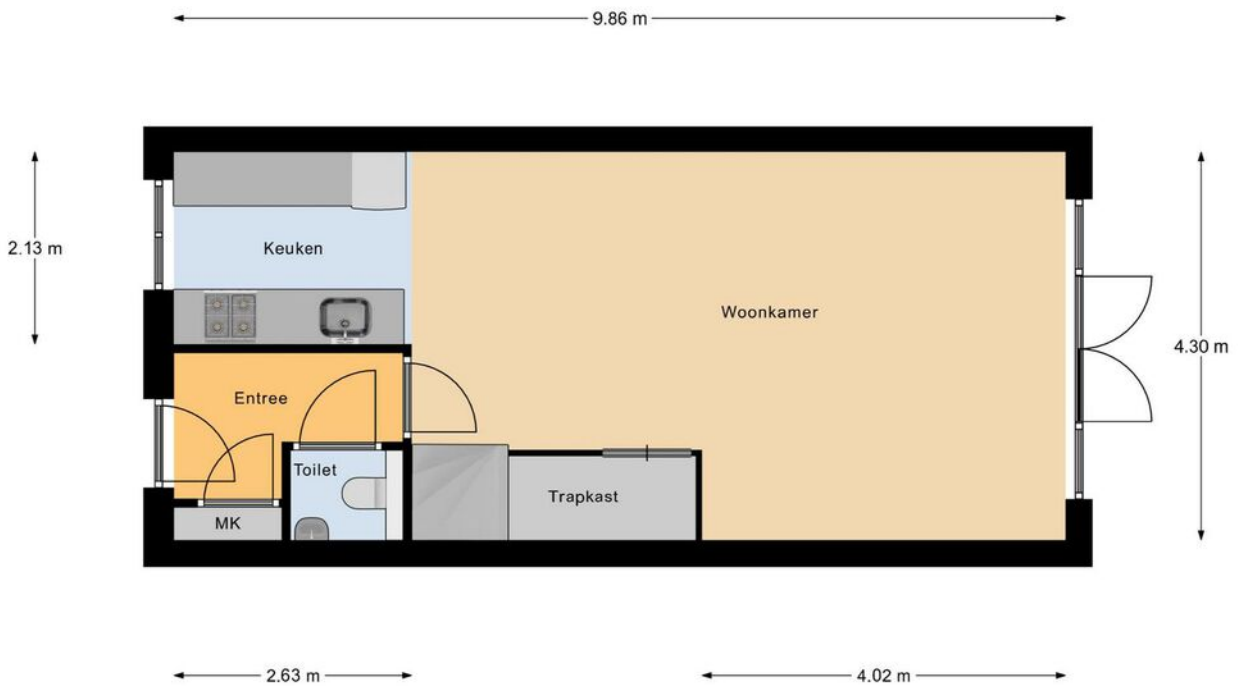 9.86 m
2.13 m
Keuken
Woonkamer
4.30 m
Entree
Toilet
Trapkast
MK
2.63 m
4.02 m